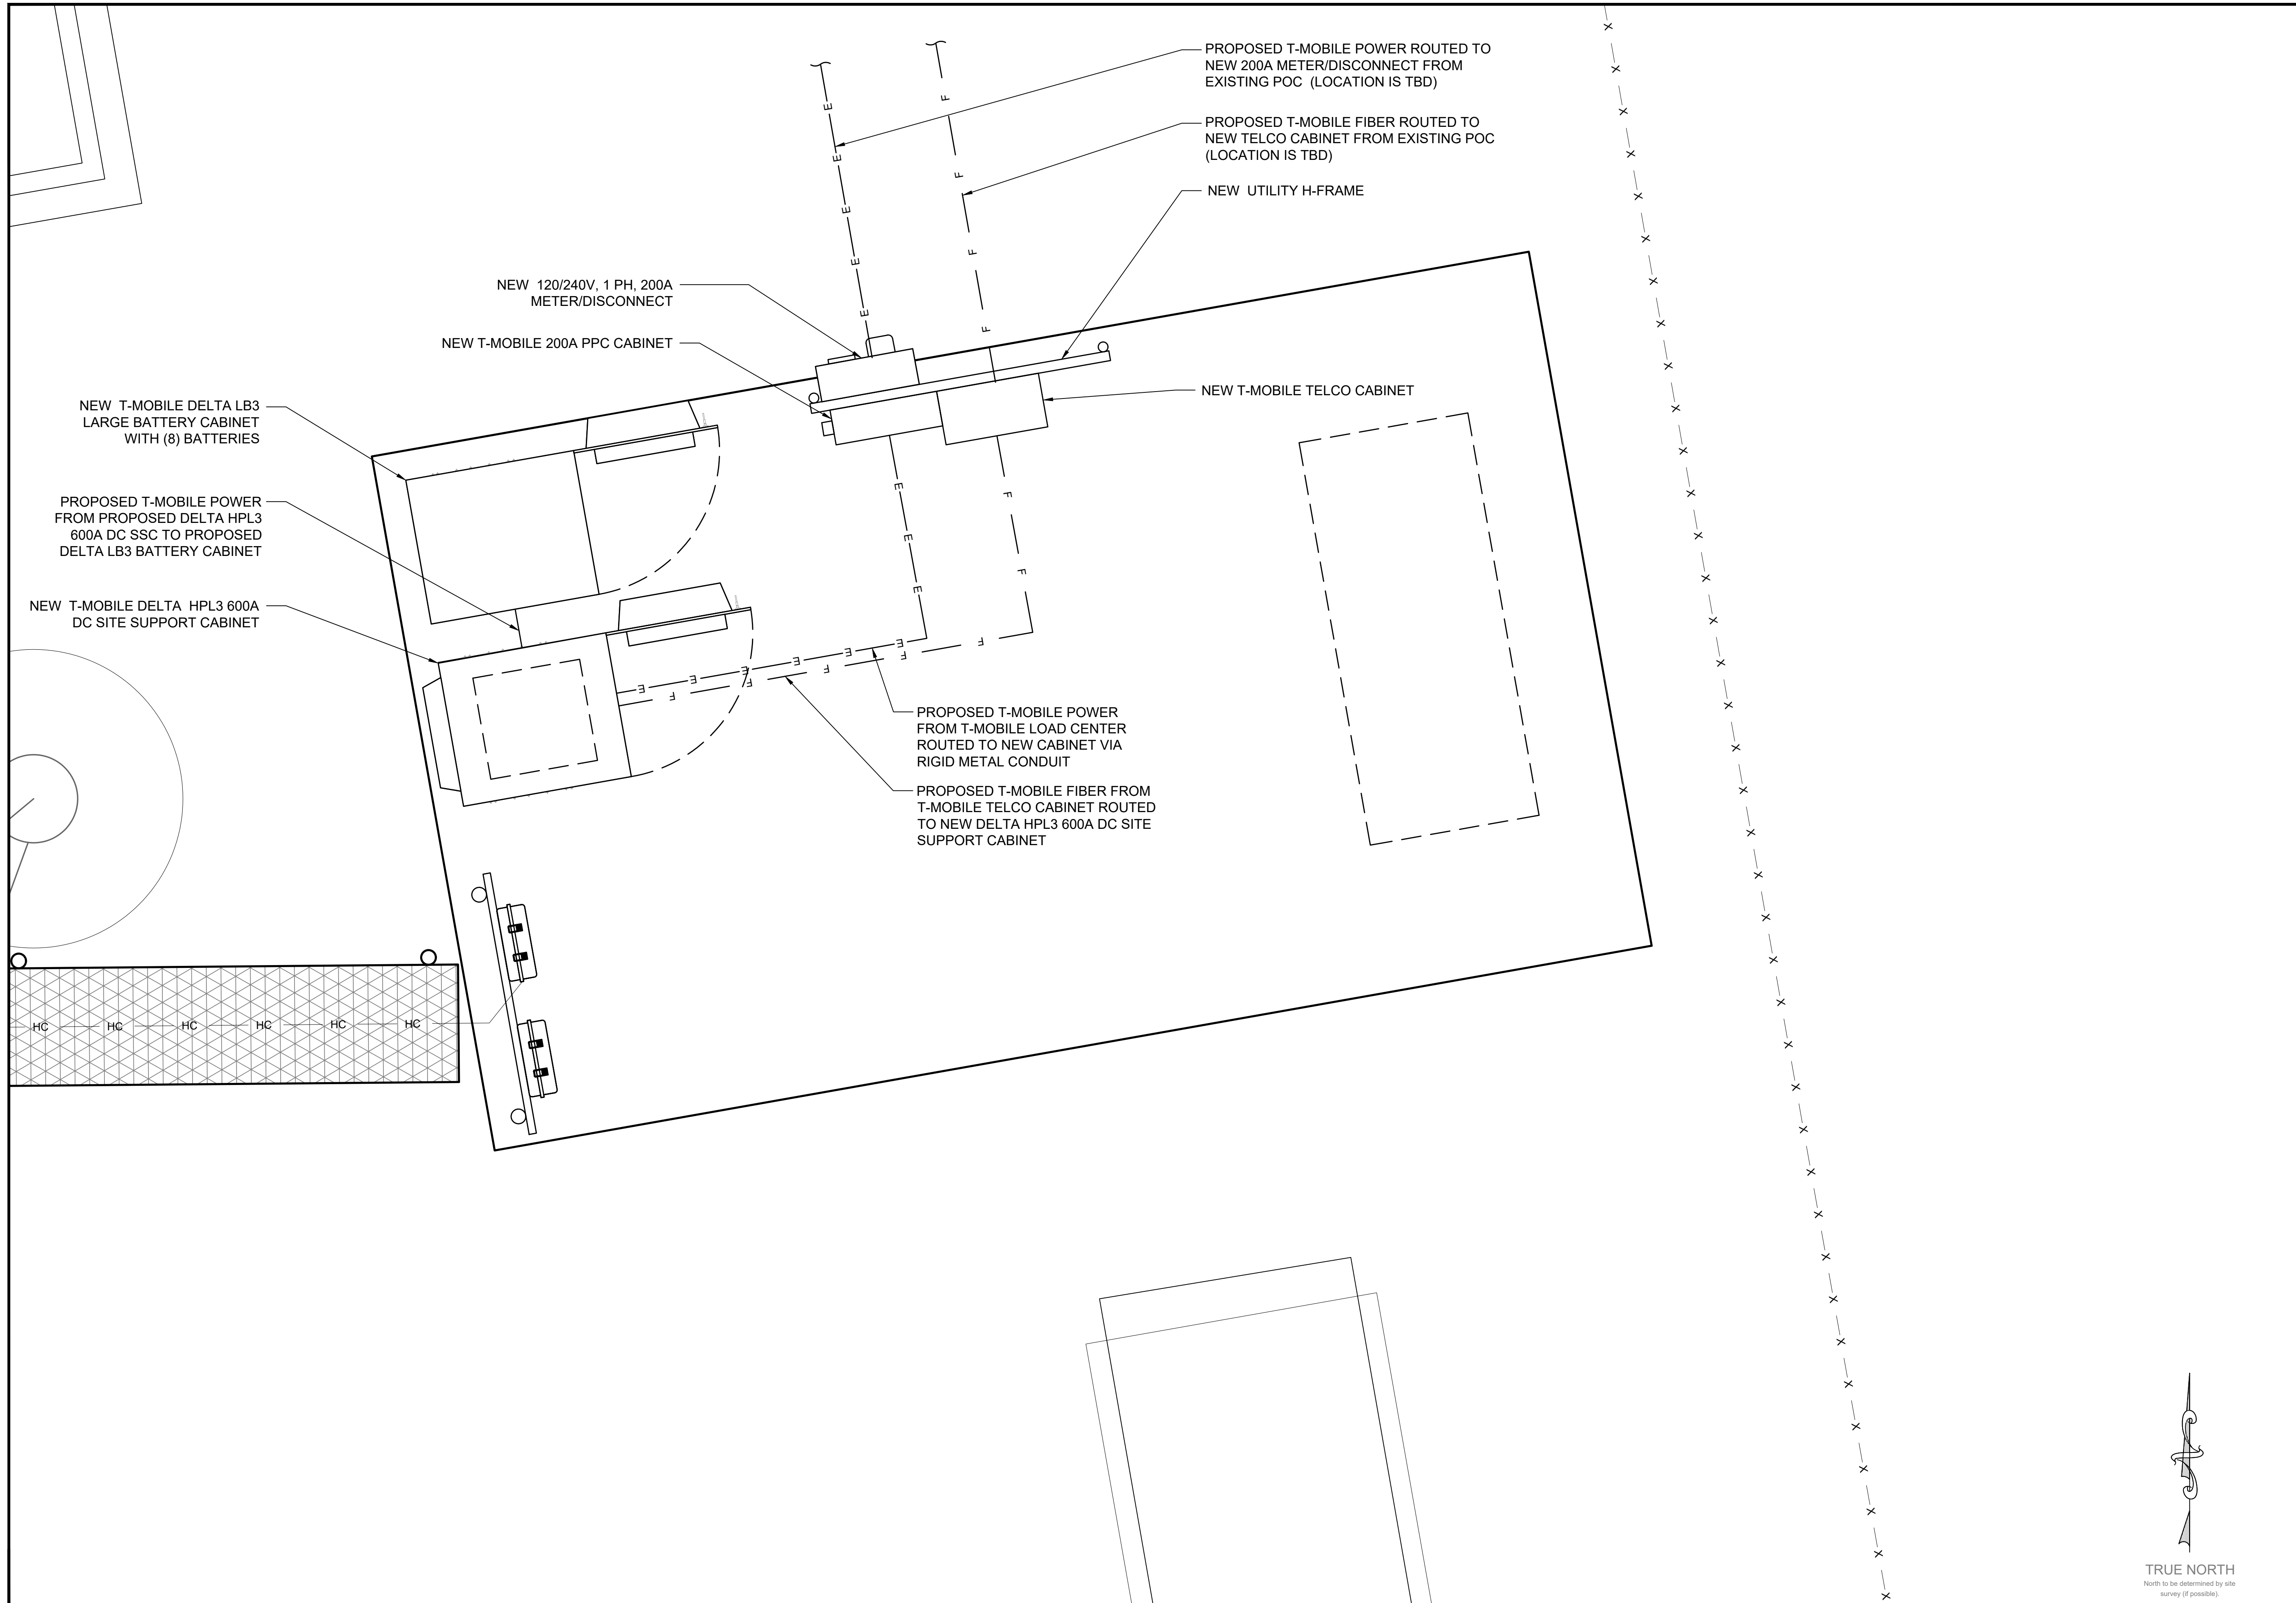 PROPOSED T-MOBILE POWER ROUTED TO
NEW 200A METER/DISCONNECT FROM
EXISTING POC (LOCATION IS TBD)
PROPOSED T-MOBILE FIBER ROUTED TO
NEW TELCO CABINET FROM EXISTING POC
(LOCATION IS TBD)
NEW UTILITY H-FRAME
NEW 120/240V, 1 PH, 200A
METER/DISCONNECT
NEW T-MOBILE 200A PPC CABINET
NEW T-MOBILE TELCO CABINET
NEW T-MOBILE DELTA LB3
LARGE BATTERY CABINET
WITH (8) BATTERIES
PROPOSED T-MOBILE POWER
FROM PROPOSED DELTA HPL3
600A DC SSC TO PROPOSED
DELTA LB3 BATTERY CABINET
NEW T-MOBILE DELTA HPL3 600A
DC SITE SUPPORT CABINET
PROPOSED T-MOBILE POWER
FROM T-MOBILE LOAD CENTER
ROUTED TO NEW CABINET VIA
RIGID METAL CONDUIT
PROPOSED T-MOBILE FIBER FROM
T-MOBILE TELCO CABINET ROUTED
TO NEW DELTA HPL3 600A DC SITE
SUPPORT CABINET
E E E E E
F F F F
E E E
F F
E E E E E E
F F F F F
HC HC HC HC HC HC
TRUE NORTH
North to be determined by site
survey (if possible).